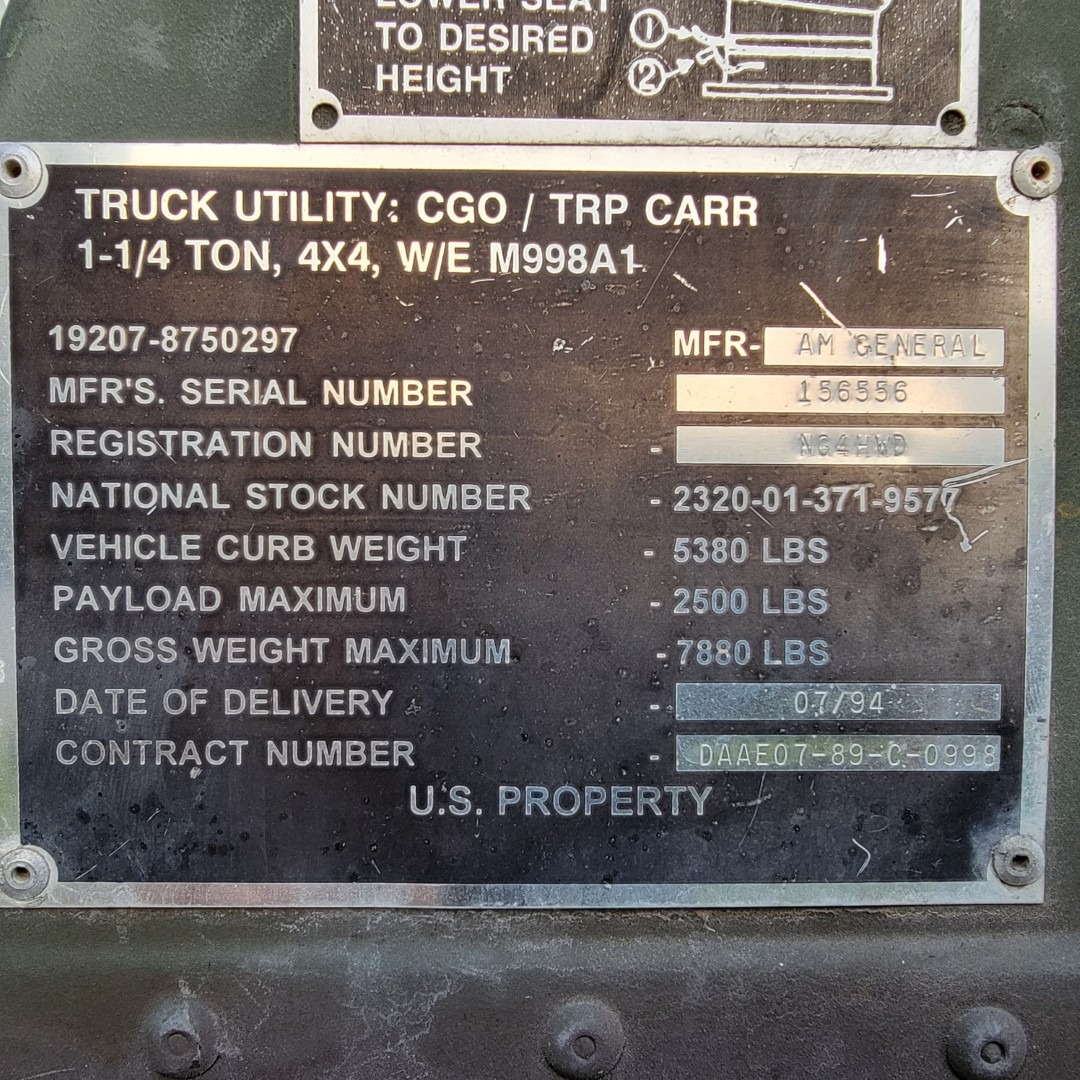 LOWER SEAT
TO DESIRED
HEIGHT
1
2
TRUCK UTILITY: CGO / TRP CARR
1-1/4 TON, 4X4, W/E M998A1
19207-8750297 MFR- AM GENERAL
MFR'S. SERIAL NUMBER 156556
REGISTRATION NUMBER - NG4HWD
NATIONAL STOCK NUMBER - 2320-01-371-9577
VEHICLE CURB WEIGHT - 5380 LBS
PAYLOAD MAXIMUM - 2500 LBS
GROSS WEIGHT MAXIMUM - 7880 LBS
DATE OF DELIVERY - 07/94
CONTRACT NUMBER - DAAE07-89-C-0998
U.S. PROPERTY